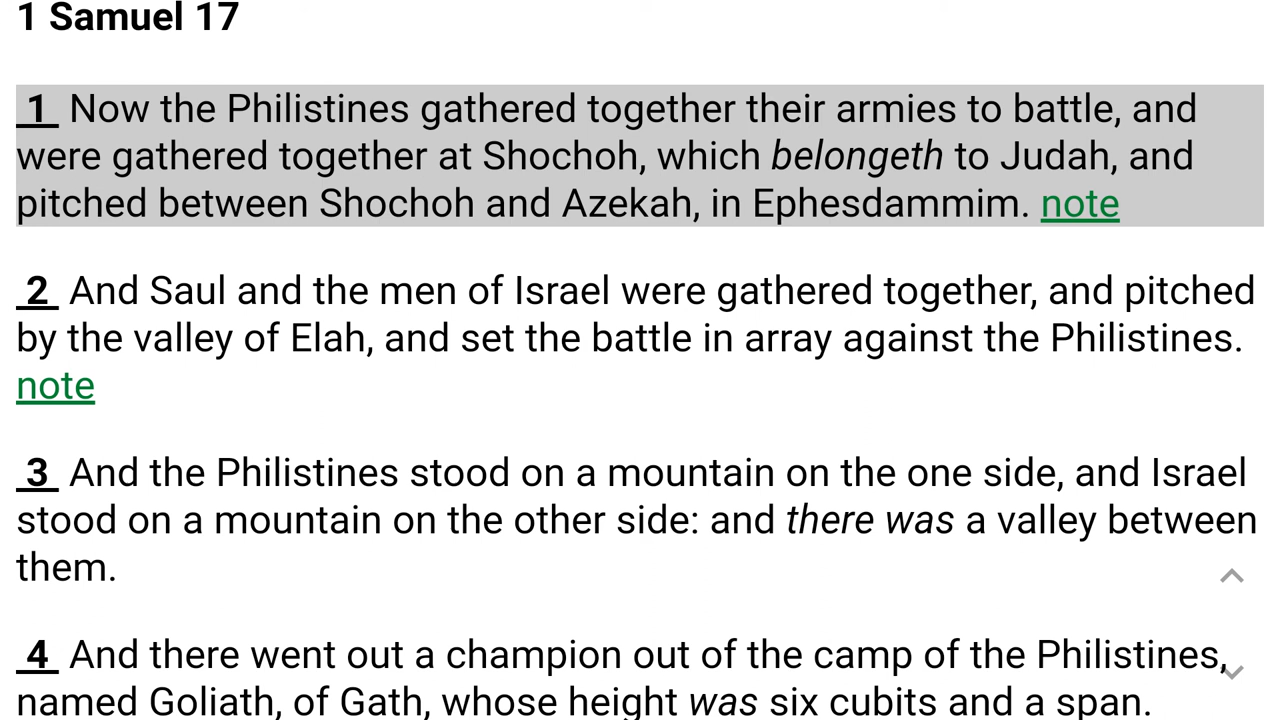 1 Samuel 17
1 Now the Philistines gathered together their armies to battle, and
were gathered together at Shochoh, which belongeth to Judah, and
pitched between Shochoh and Azekah, in Ephesdammim. note
2 And Saul and the men of Israel were gathered together, and pitched
by the valley of Elah, and set the battle in array against the Philistines.
note
3 And the Philistines stood on a mountain on the one side, and Israel
stood on a mountain on the other side: and there was a valley between
them.
4 And there went out a champion out of the camp of the Philistines,
named Goliath, of Gath, whose height was six cubits and a span.